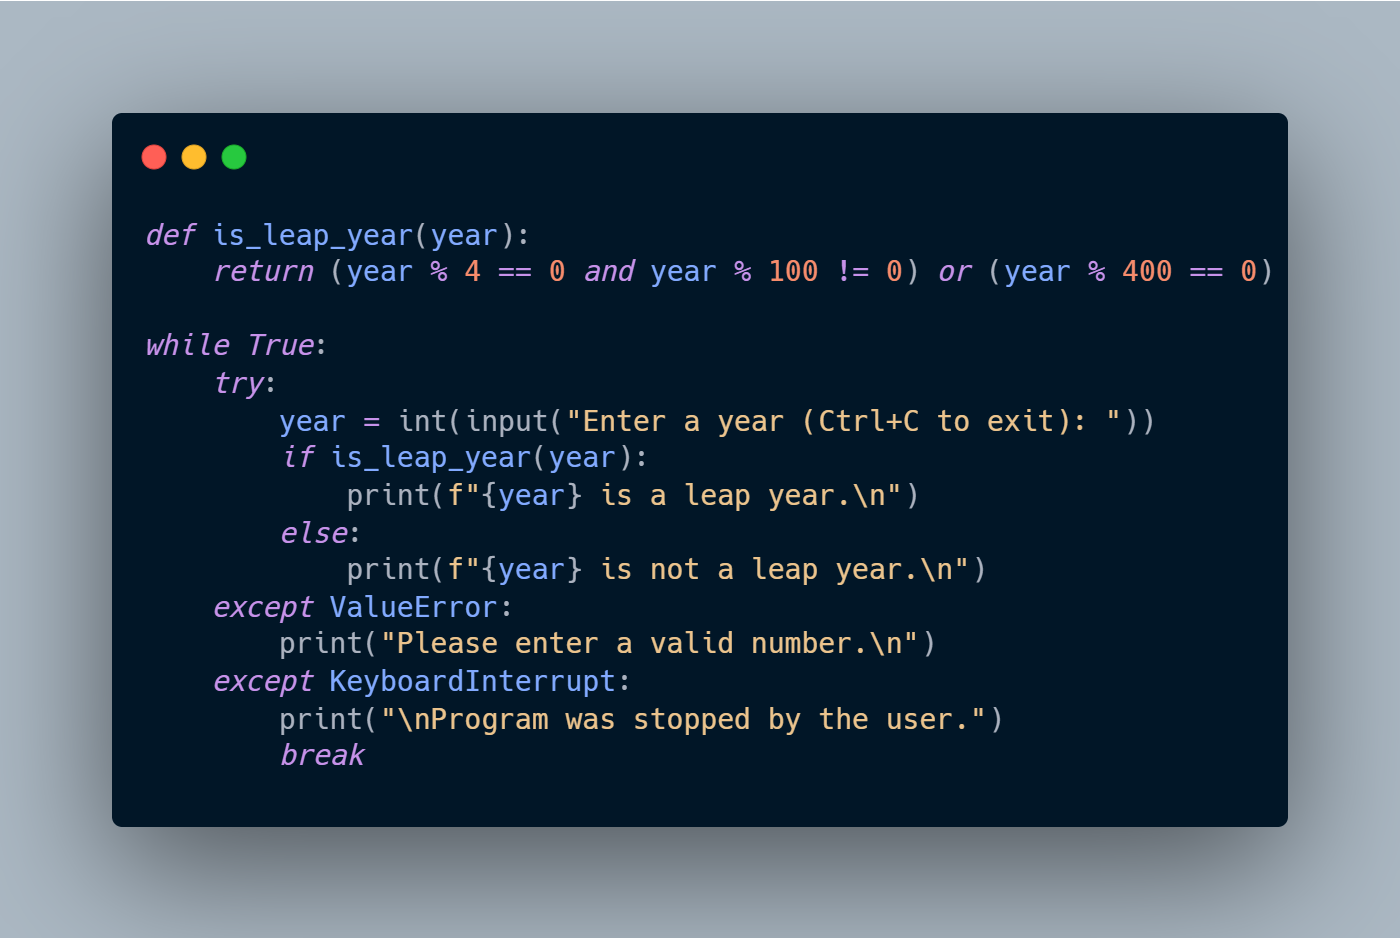 def is_leap_year(year):
    return (year % 4 == 0 and year % 100 != 0) or (year % 400 == 0)

while True:
    try:
        year = int(input("Enter a year (Ctrl+C to exit): "))
        if is_leap_year(year):
            print(f"{year} is a leap year.\n")
        else:
            print(f"{year} is not a leap year.\n")
    except ValueError:
        print("Please enter a valid number.\n")
    except KeyboardInterrupt:
        print("\nProgram was stopped by the user.")
        break